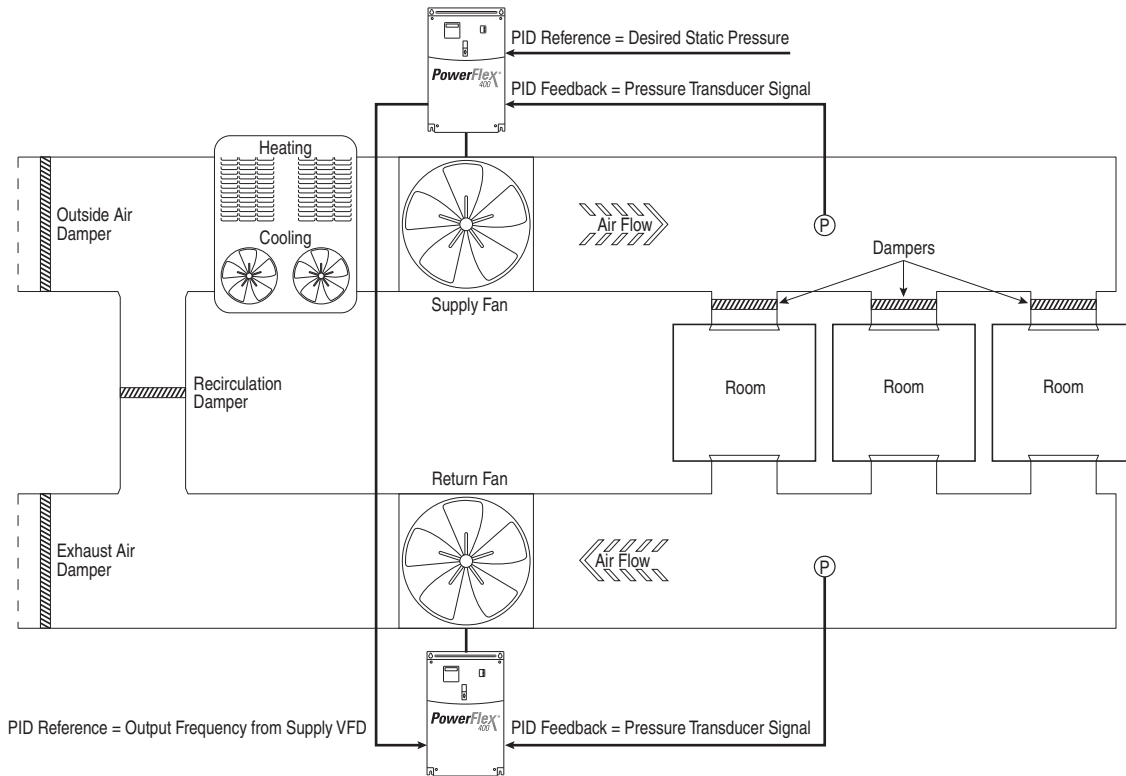 PID Reference = Desired Static Pressure
PowerFlex
400
PID Feedback = Pressure Transducer Signal
Heating
Outside Air
Damper
Cooling
Air Flow
P
Dampers
Supply Fan
Recirculation
Damper
Room
Room
Room
Return Fan
Exhaust Air
Damper
Air Flow
P
PowerFlex
400
PID Reference = Output Frequency from Supply VFD
PID Feedback = Pressure Transducer Signal